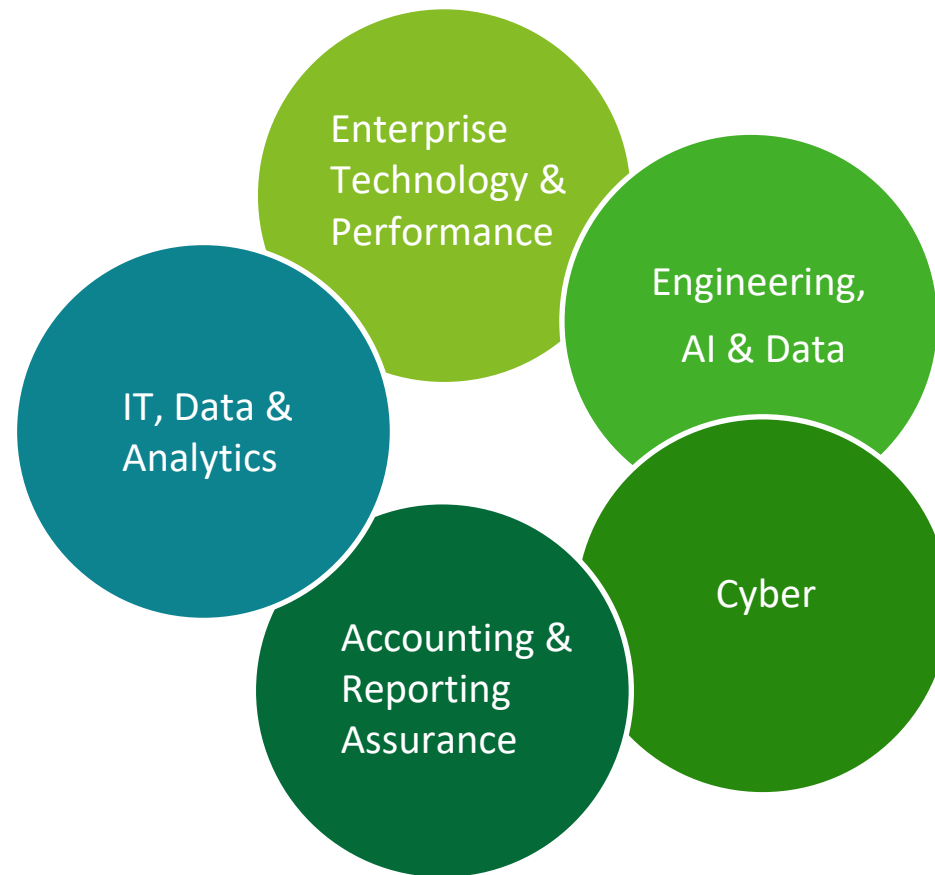 Enterprise
Technology &
Performance
Engineering,
AI & Data
IT, Data &
Analytics
Cyber
Accounting &
Reporting
Assurance